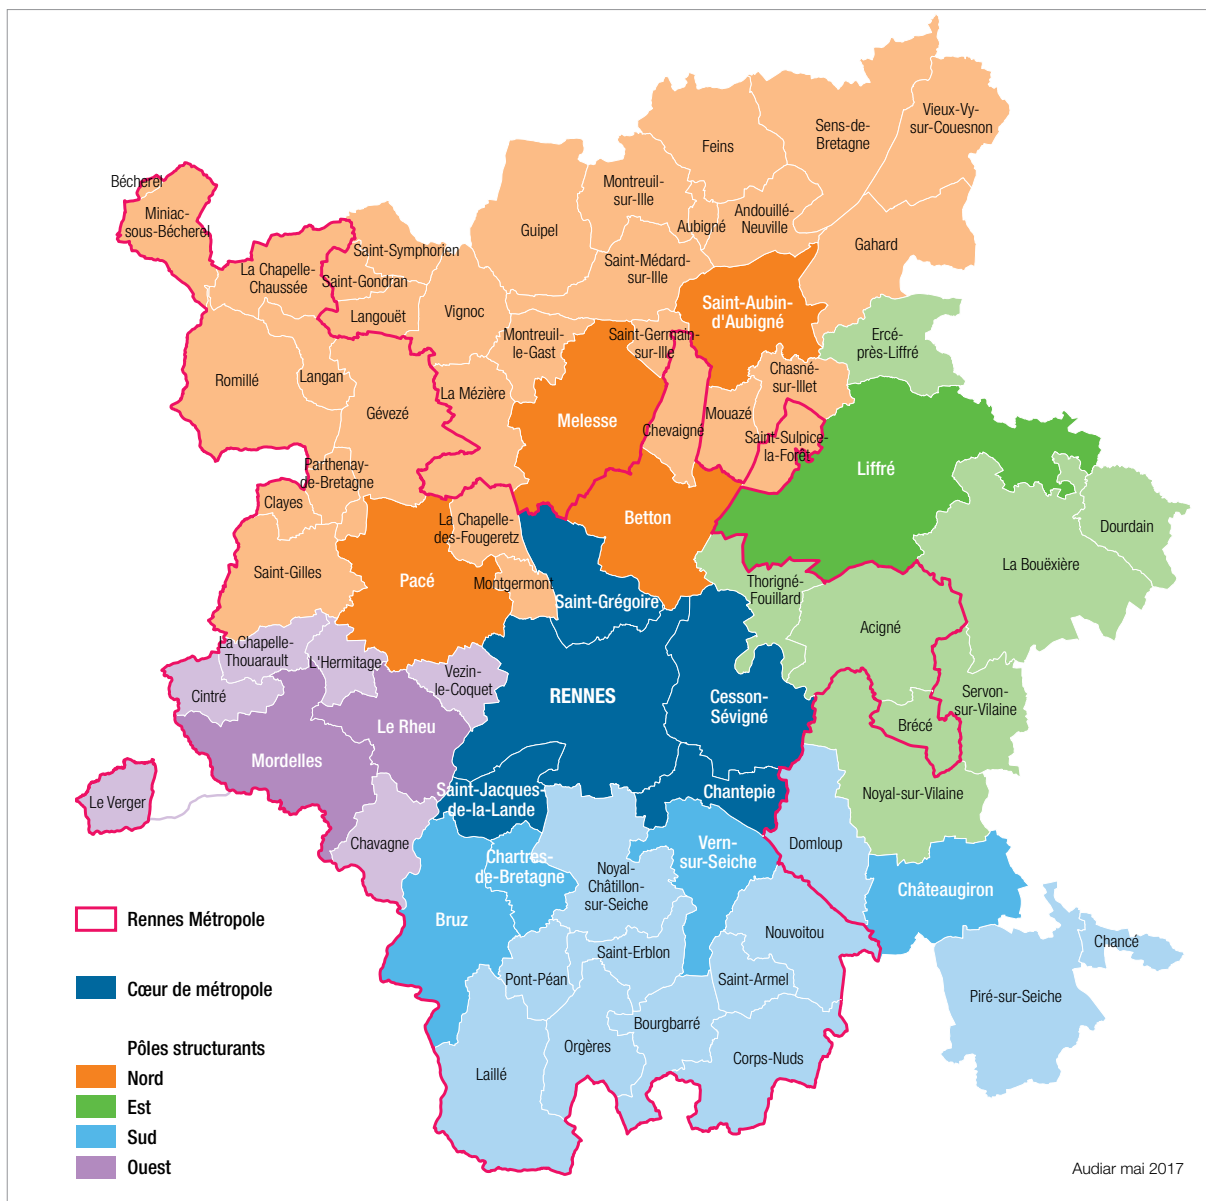 Vieux-Vy-
sur-Couesnon
Sens-de-
Bretagne
Feins
Bécherel
Miniac-
sous-Bécherel
Montreuil-
sur-Ille
Andouillé-
Neuville
Aubigné
Guipel
Gahard
Saint-Symphorien
La Chapelle-
Chaussée
Saint-Gondran
Saint-Médard-
sur-Ille
Saint-Aubin-
d'Aubigné
Langouët
Vignoc
Montreuil-
le-Gast
Saint-Germain-
sur-Ille
Ercé-
près-Liffré
Chasné-
sur-Illet
Romillé
Langan
La Mézière
Gévezé
Melesse
Mouazé
Chevaigné
Saint-Sulpice-
la-Forêt
Liffré
Parthenay-
de-Bretagne
Clayes
La Chapelle-
des-Fougeretz
Betton
Dourdain
La Bouëxière
Saint-Gilles
Pacé
Montgermont
Saint-Grégoire
Thorigné-
Fouillard
Acigné
La Chapelle-
Thouarault
L'Hermitage
Vezin-
le-Coquet
Cintré
RENNES
Cesson-
Sévigné
Servon-
sur-Vilaine
Le Rheu
Brécé
Mordelles
Le Verger
Saint-Jacques-
de-la-Lande
Chantepie
Noyal-sur-Vilaine
Chavagne
Domloup
Chartres-
de-Bretagne
Vern-
sur-Seiche
Noyal-
Châtillon-
sur-Seiche
Châteaugiron
Bruz
Nouvoitou
Chancé
Saint-Erblon
Pont-Péan
Saint-Armel
Piré-sur-Seiche
Bourgbarré
Orgères
Corps-Nuds
Laillé
Rennes Métropole
Cœur de métropole
Pôles structurants
Nord
Est
Sud
Ouest
Audiar mai 2017